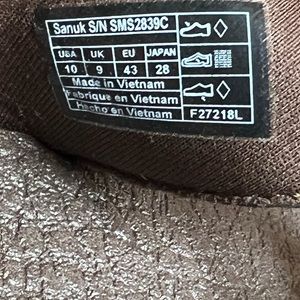 Sanuk S/N SMS2839C
USA UK EU JAPAN
10 9 43 28
Made in Vietnam
Fabrique en Vietnam
Hecho en Vietnam
F27218L